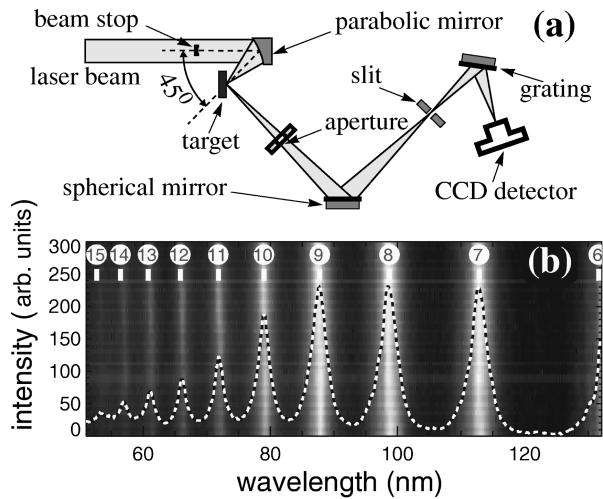 beam stop
parabolic mirror
(a)
laser beam
45⁰
slit
grating
target
aperture
spherical mirror
CCD detector
300
250
200
150
100
50
0
intensity ( arb. units)
15 14 13 12 11 10 9 8 7 6
(b)
60 80 100 120
wavelength (nm)